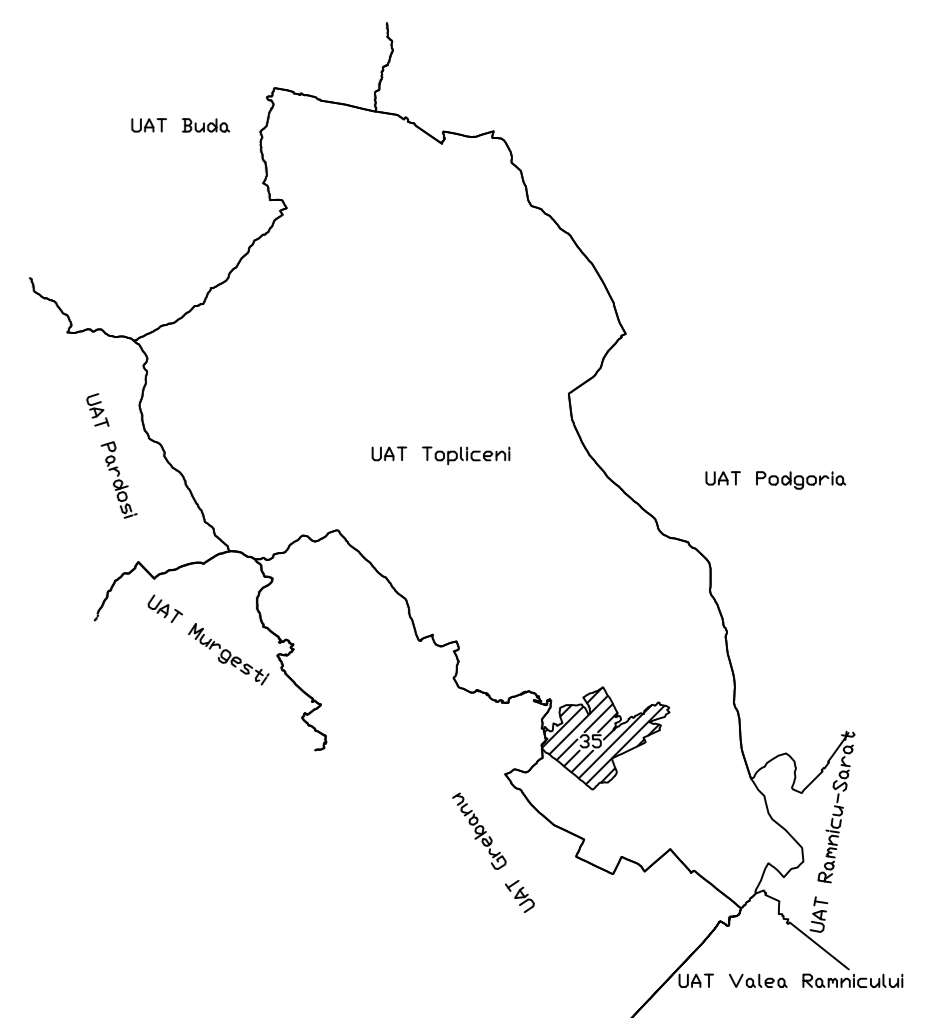 UAT Buda
UAT Pardosi
UAT Topliceni
UAT Podgoria
UAT Murgesti
35
UAT Ramnicu-Sarat
UAT Grebanu
UAT Valea Ramnicului